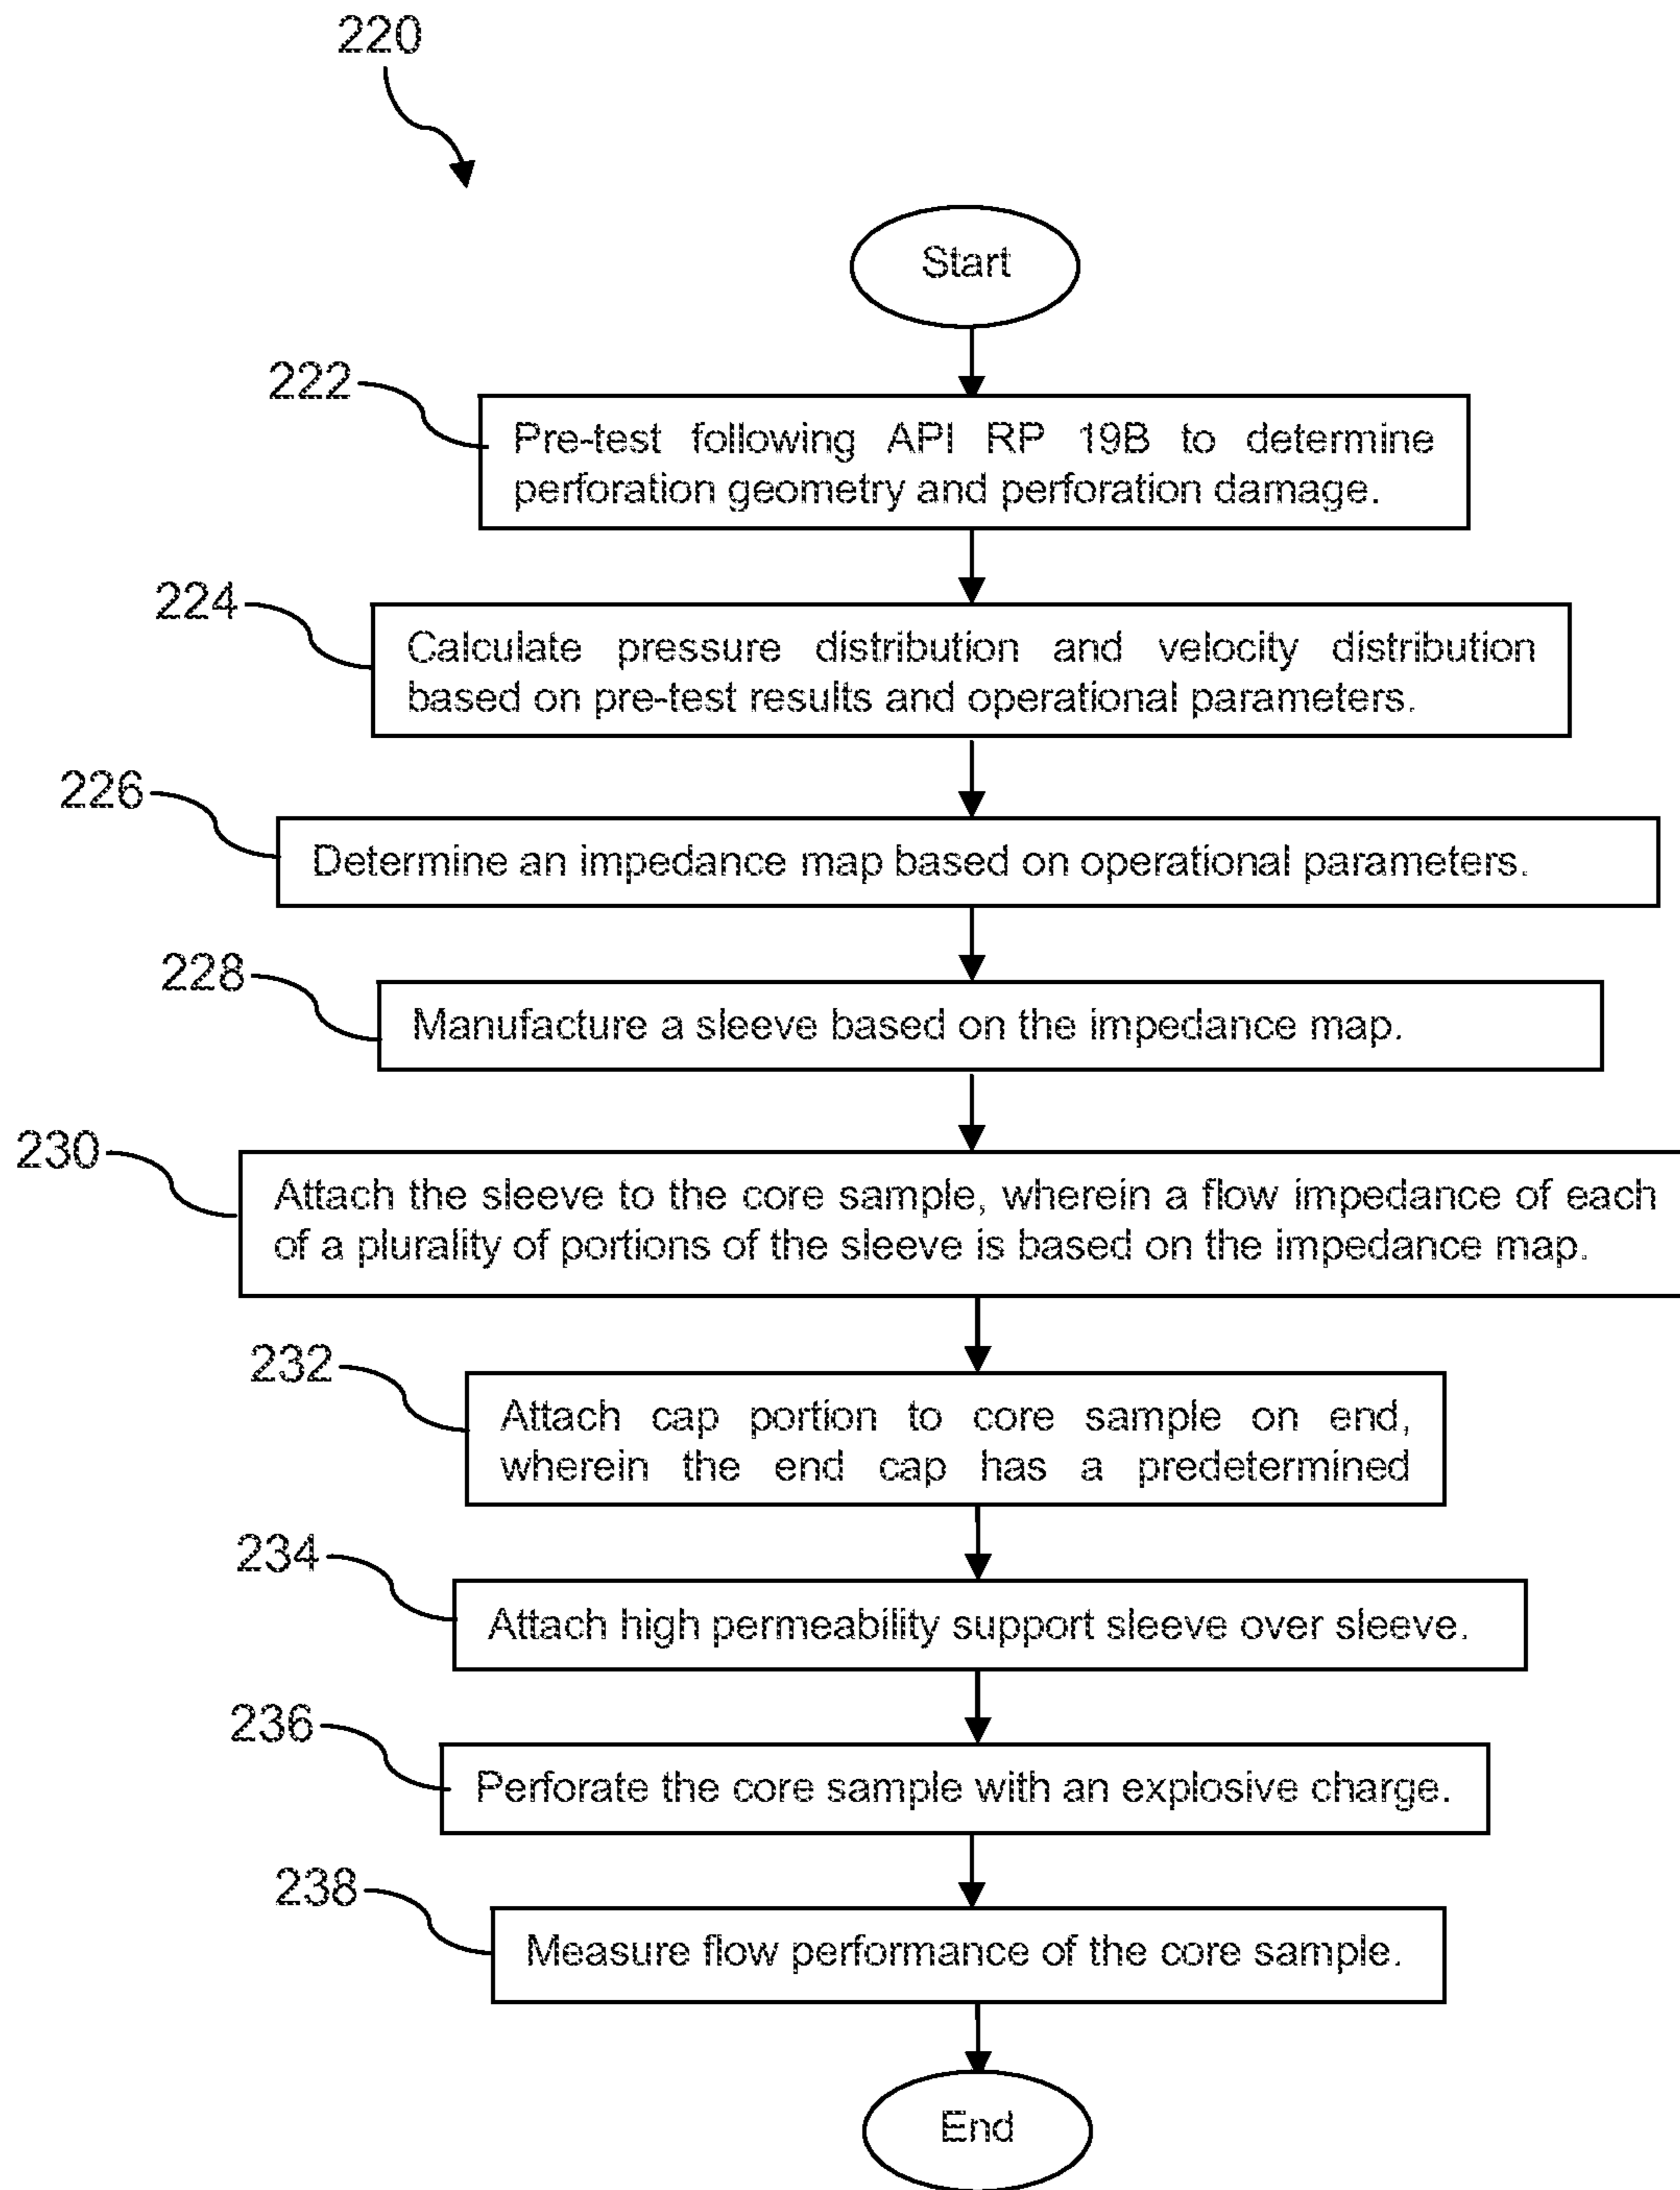 220
Start
222
Pre-test following API RP 19B to determine
perforation geometry and perforation damage.
224
Calculate pressure distribution and velocity distribution
based on pre-test results and operational parameters.
226
Determine an impedance map based on operational parameters.
228
Manufacture a sleeve based on the impedance map.
230
Attach the sleeve to the core sample, wherein a flow impedance of each
of a plurality of portions of the sleeve is based on the impedance map.
232
Attach cap portion to core sample on end,
wherein the end cap has a predetermined
234
Attach high permeability support sleeve over sleeve.
236
Perforate the core sample with an explosive charge.
238
Measure flow performance of the core sample.
End